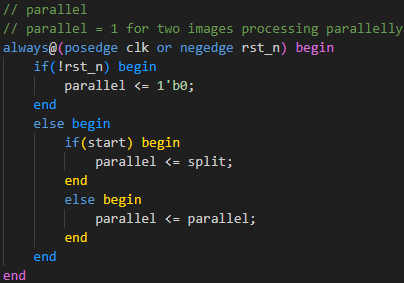 // parallel
// parallel = 1 for two images processing parallelly
always@(posedge clk or negedge rst_n) begin
    if(!rst_n) begin
        parallel <= 1'b0;
    end
    else begin
        if(start) begin
            parallel <= split;
        end
        else begin
            parallel <= parallel;
        end
    end
end